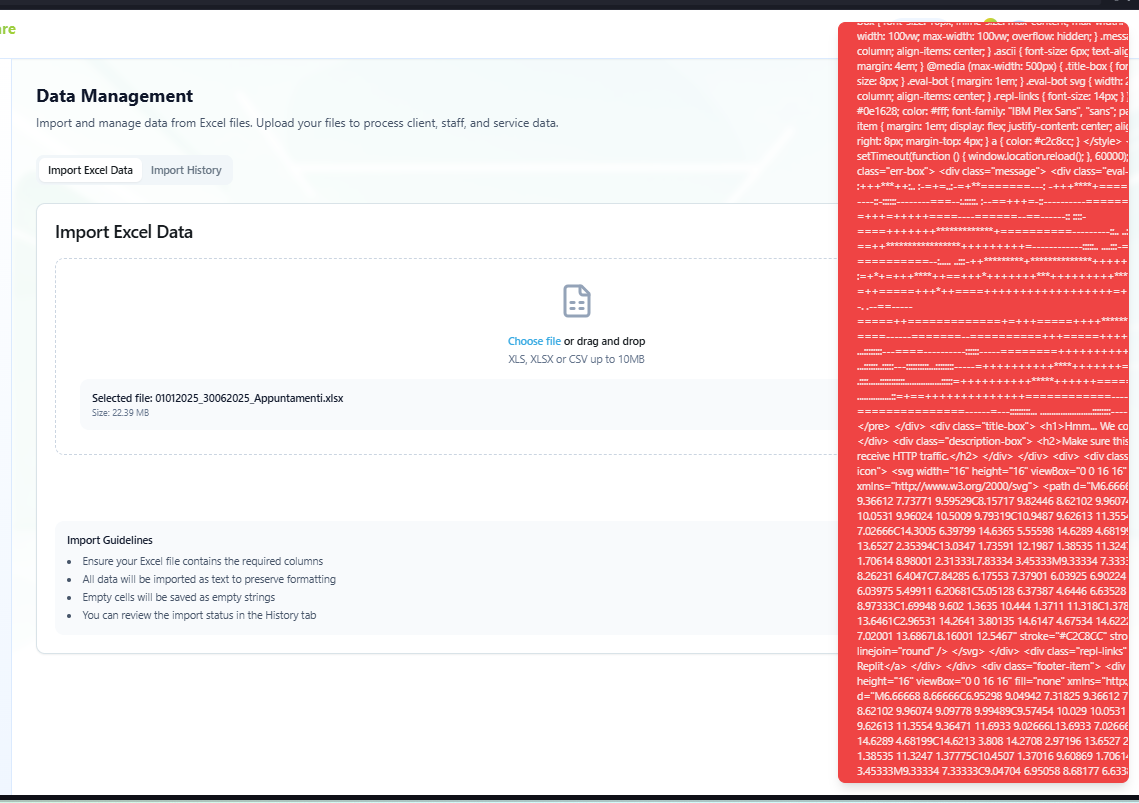 re
Data Management
Import and manage data from Excel files. Upload your files to process client, staff, and service data.
Import Excel Data
Import History
Import Excel Data
Choose file or drag and drop
XLS, XLSX or CSV up to 10MB
Selected file: 01012025_30062025_Appuntamenti.xlsx
Size: 22.39 MB
Import Guidelines
• Ensure your Excel file contains the required columns
• All data will be imported as text to preserve formatting
• Empty cells will be saved as empty strings
• You can review the import status in the History tab
width: 100vw; max-width: 100vw; overflow: hidden; } .messa
column; align-items: center; } .ascii { font-size: 6px; text-alig
margin: 4em; } @media (max-width: 500px) { .title-box { for
size: 8px; } .eval-bot { margin: 1em; } .eval-bot svg { width: 2
column; align-items: center; } .repl-links { font-size: 14px; } }
#0e1628; color: #fff; font-family: "IBM Plex Sans", "sans"; pa
item { margin: 1em; display: flex; justify-content: center; alig
right: 8px; margin-top: 4px; } a { color: #c2c8cc; } </style>
setTimeout(function () { window.location.reload(); }, 60000);
class="err-box"> <div class="message"> <div class="eval-
</pre> </div> <div class="title-box"> <h1>Hmm... We co
</div> <div class="description-box"> <h2>Make sure this
receive HTTP traffic.</h2> </div> </div> <div> <div class
icon"> <svg width="16" height="16" viewBox="0 0 16 16"
xmlns="http://www.w3.org/2000/svg"> <path d="M6.6666
9.36612 7.73771 9.59529C8.15717 9.82446 8.62102 9.96074
10.0531 9.96024 10.5009 9.79319C10.9487 9.62613 11.3554
7.02666C14.3005 6.39799 14.6365 5.55598 14.6289 4.68199
13.6527 2.35394C13.0347 1.73591 12.1987 1.38535 11.3247
1.70614 8.98001 2.31333L7.83334 3.45333M9.33334 7.3333
8.26231 6.4047C7.84285 6.17553 7.37901 6.03925 6.90224
6.03975 5.49911 6.20681C5.05128 6.37387 4.6446 6.63528
8.97333C1.69948 9.602 1.3635 10.444 1.3711 11.318C1.378
13.6461C2.96531 14.2641 3.80135 14.6147 4.67534 14.6222
7.02001 13.6867L8.16001 12.5467" stroke="#C2C8CC" stro
linejoin="round" /> </svg> </div> <div class="repl-links"
Replit</a> </div> </div> <div class="footer-item"> <div
height="16" viewBox="0 0 16 16" fill="none" xmlns="http:
d="M6.66668 8.66666C6.95298 9.04942 7.31825 9.36612 7
8.62102 9.96074 9.09778 9.99489C9.57454 10.029 10.0531
9.62613 11.3554 9.36471 11.6933 9.02666L13.6933 7.02666
14.6289 4.68199C14.6213 3.808 14.2708 2.97196 13.6527 2
1.38535 11.3247 1.37775C10.4507 1.37016 9.60869 1.70614
3.45333M9.33334 7.33333C9.04704 6.95058 8.68177 6.633